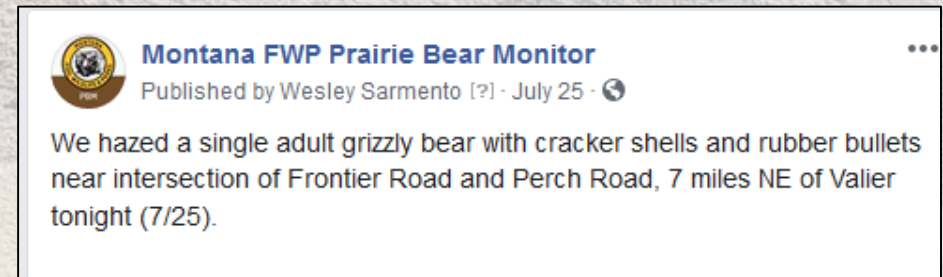 Montana FWP Prairie Bear Monitor
Published by Wesley Sarmento [?] · July 25 ·
We hazed a single adult grizzly bear with cracker shells and rubber bullets
near intersection of Frontier Road and Perch Road, 7 miles NE of Valier
tonight (7/25).